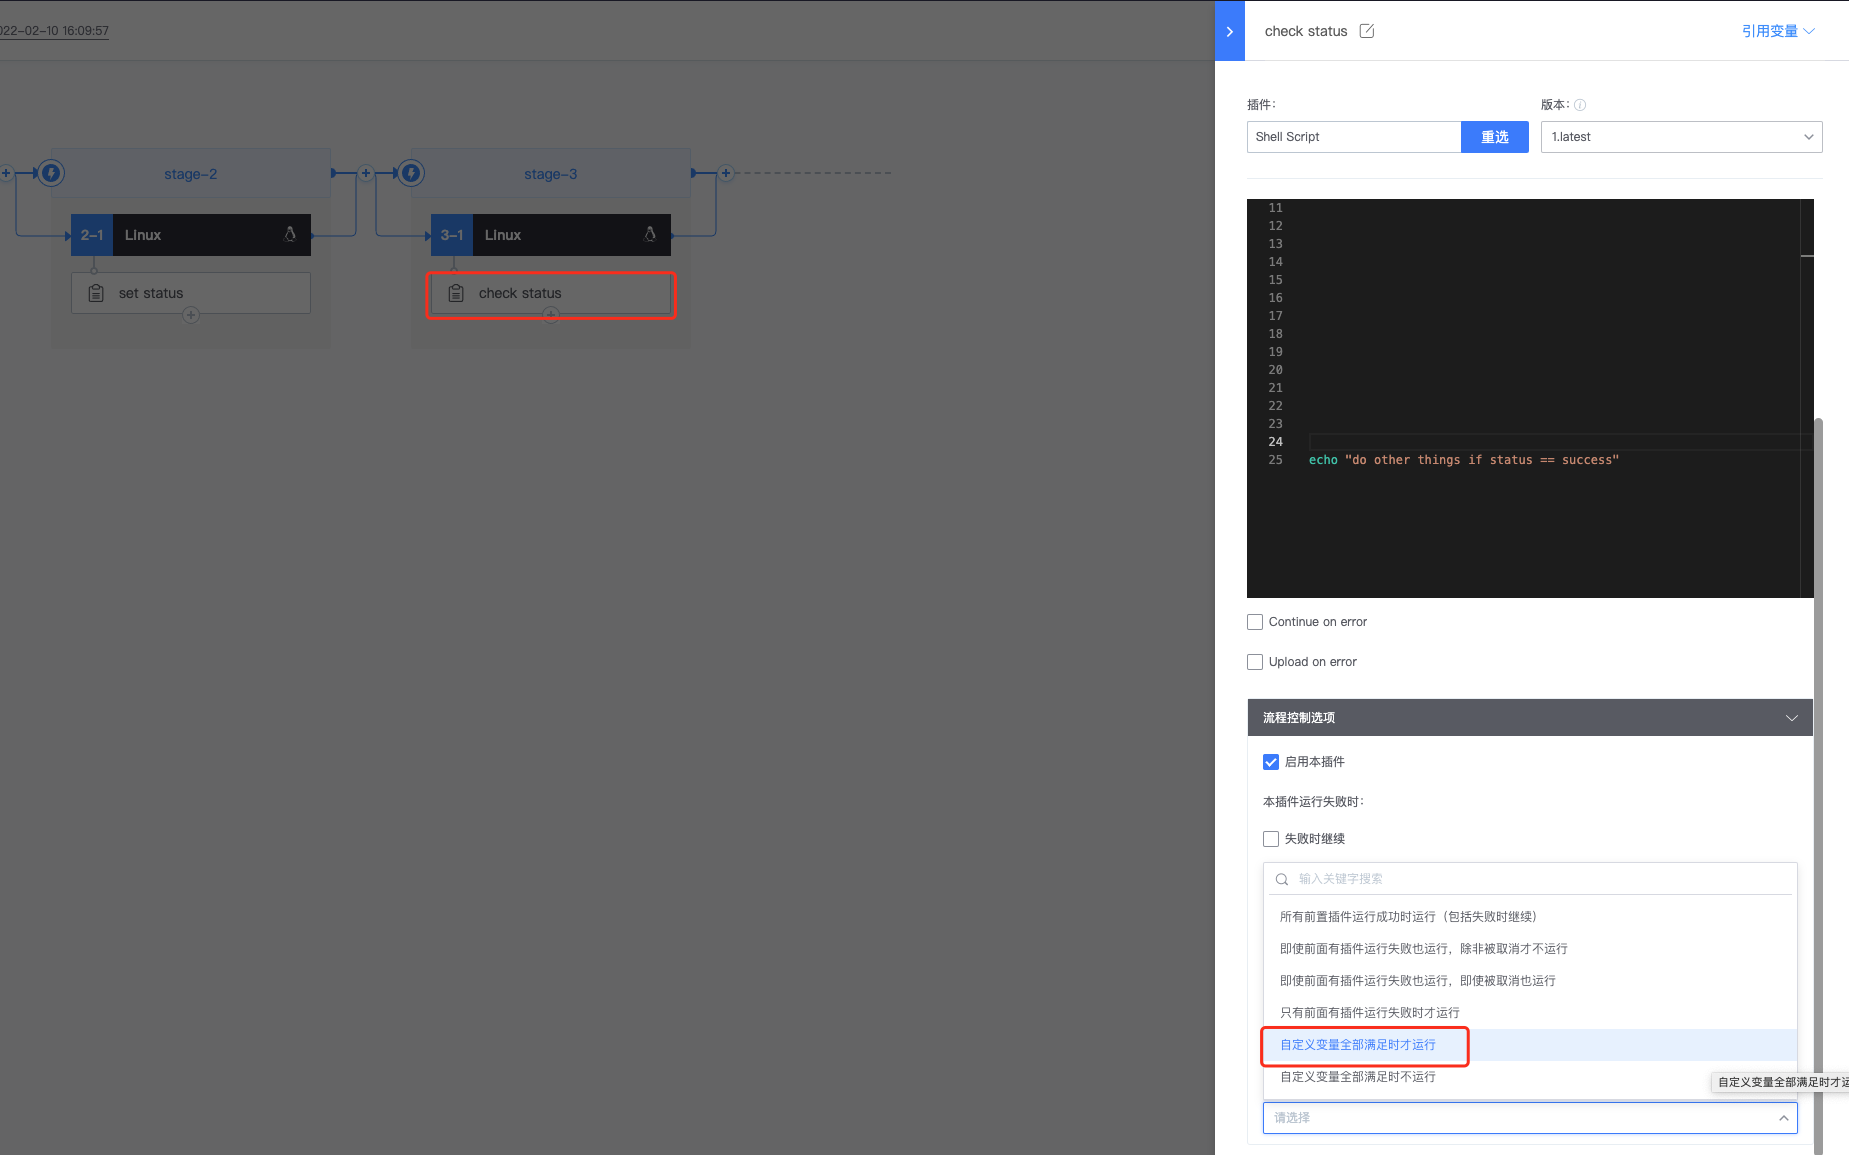 022-02-10 16:09:57
stage-2
2-1 Linux
set status
stage-3
3-1 Linux
check status
check status
引用变量
插件:
版本:
Shell Script
重选
1.latest
11
12
13
14
15
16
17
18
19
20
21
22
23
24
25 echo "do other things if status == success"
Continue on error
Upload on error
流程控制选项
启用本插件
本插件运行失败时:
失败时继续
输入关键字搜索
所有前置插件运行成功时运行（包括失败时继续）
即使前面有插件运行失败也运行，除非被取消才不运行
即使前面有插件运行失败也运行，即使被取消也运行
只有前面有插件运行失败时才运行
自定义变量全部满足时才运行
自定义变量全部满足时不运行
自定义变量全部满足时才运
请选择